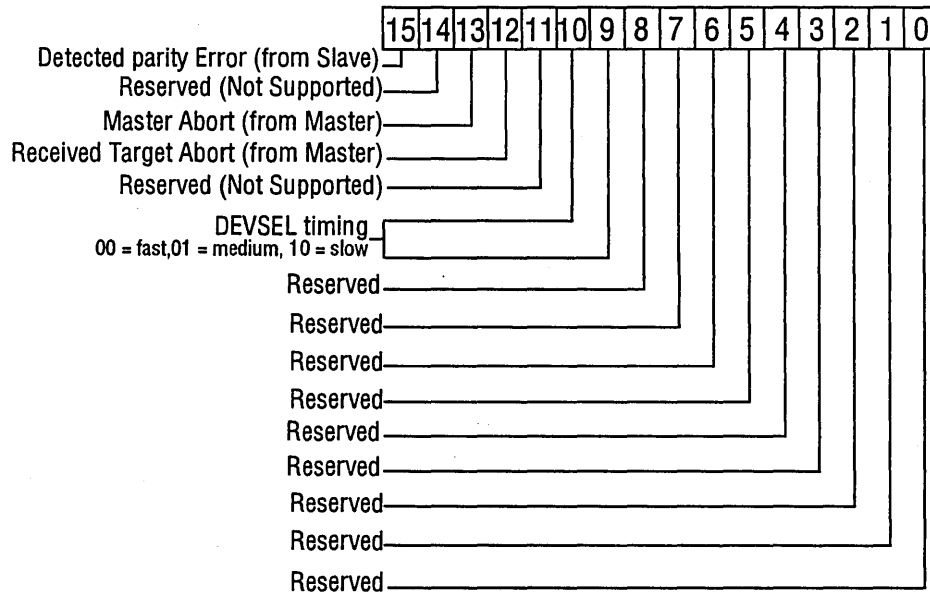 15 14 13 12 11 10 9 8 7 6 5 4 3 2 1 0
Detected parity Error (from Slave)
Reserved (Not Supported)
Master Abort (from Master)
Received Target Abort (from Master)
Reserved (Not Supported)
DEVSEL timing
00 = fast,01 = medium, 10 = slow
Reserved
Reserved
Reserved
Reserved
Reserved
Reserved
Reserved
Reserved
Reserved